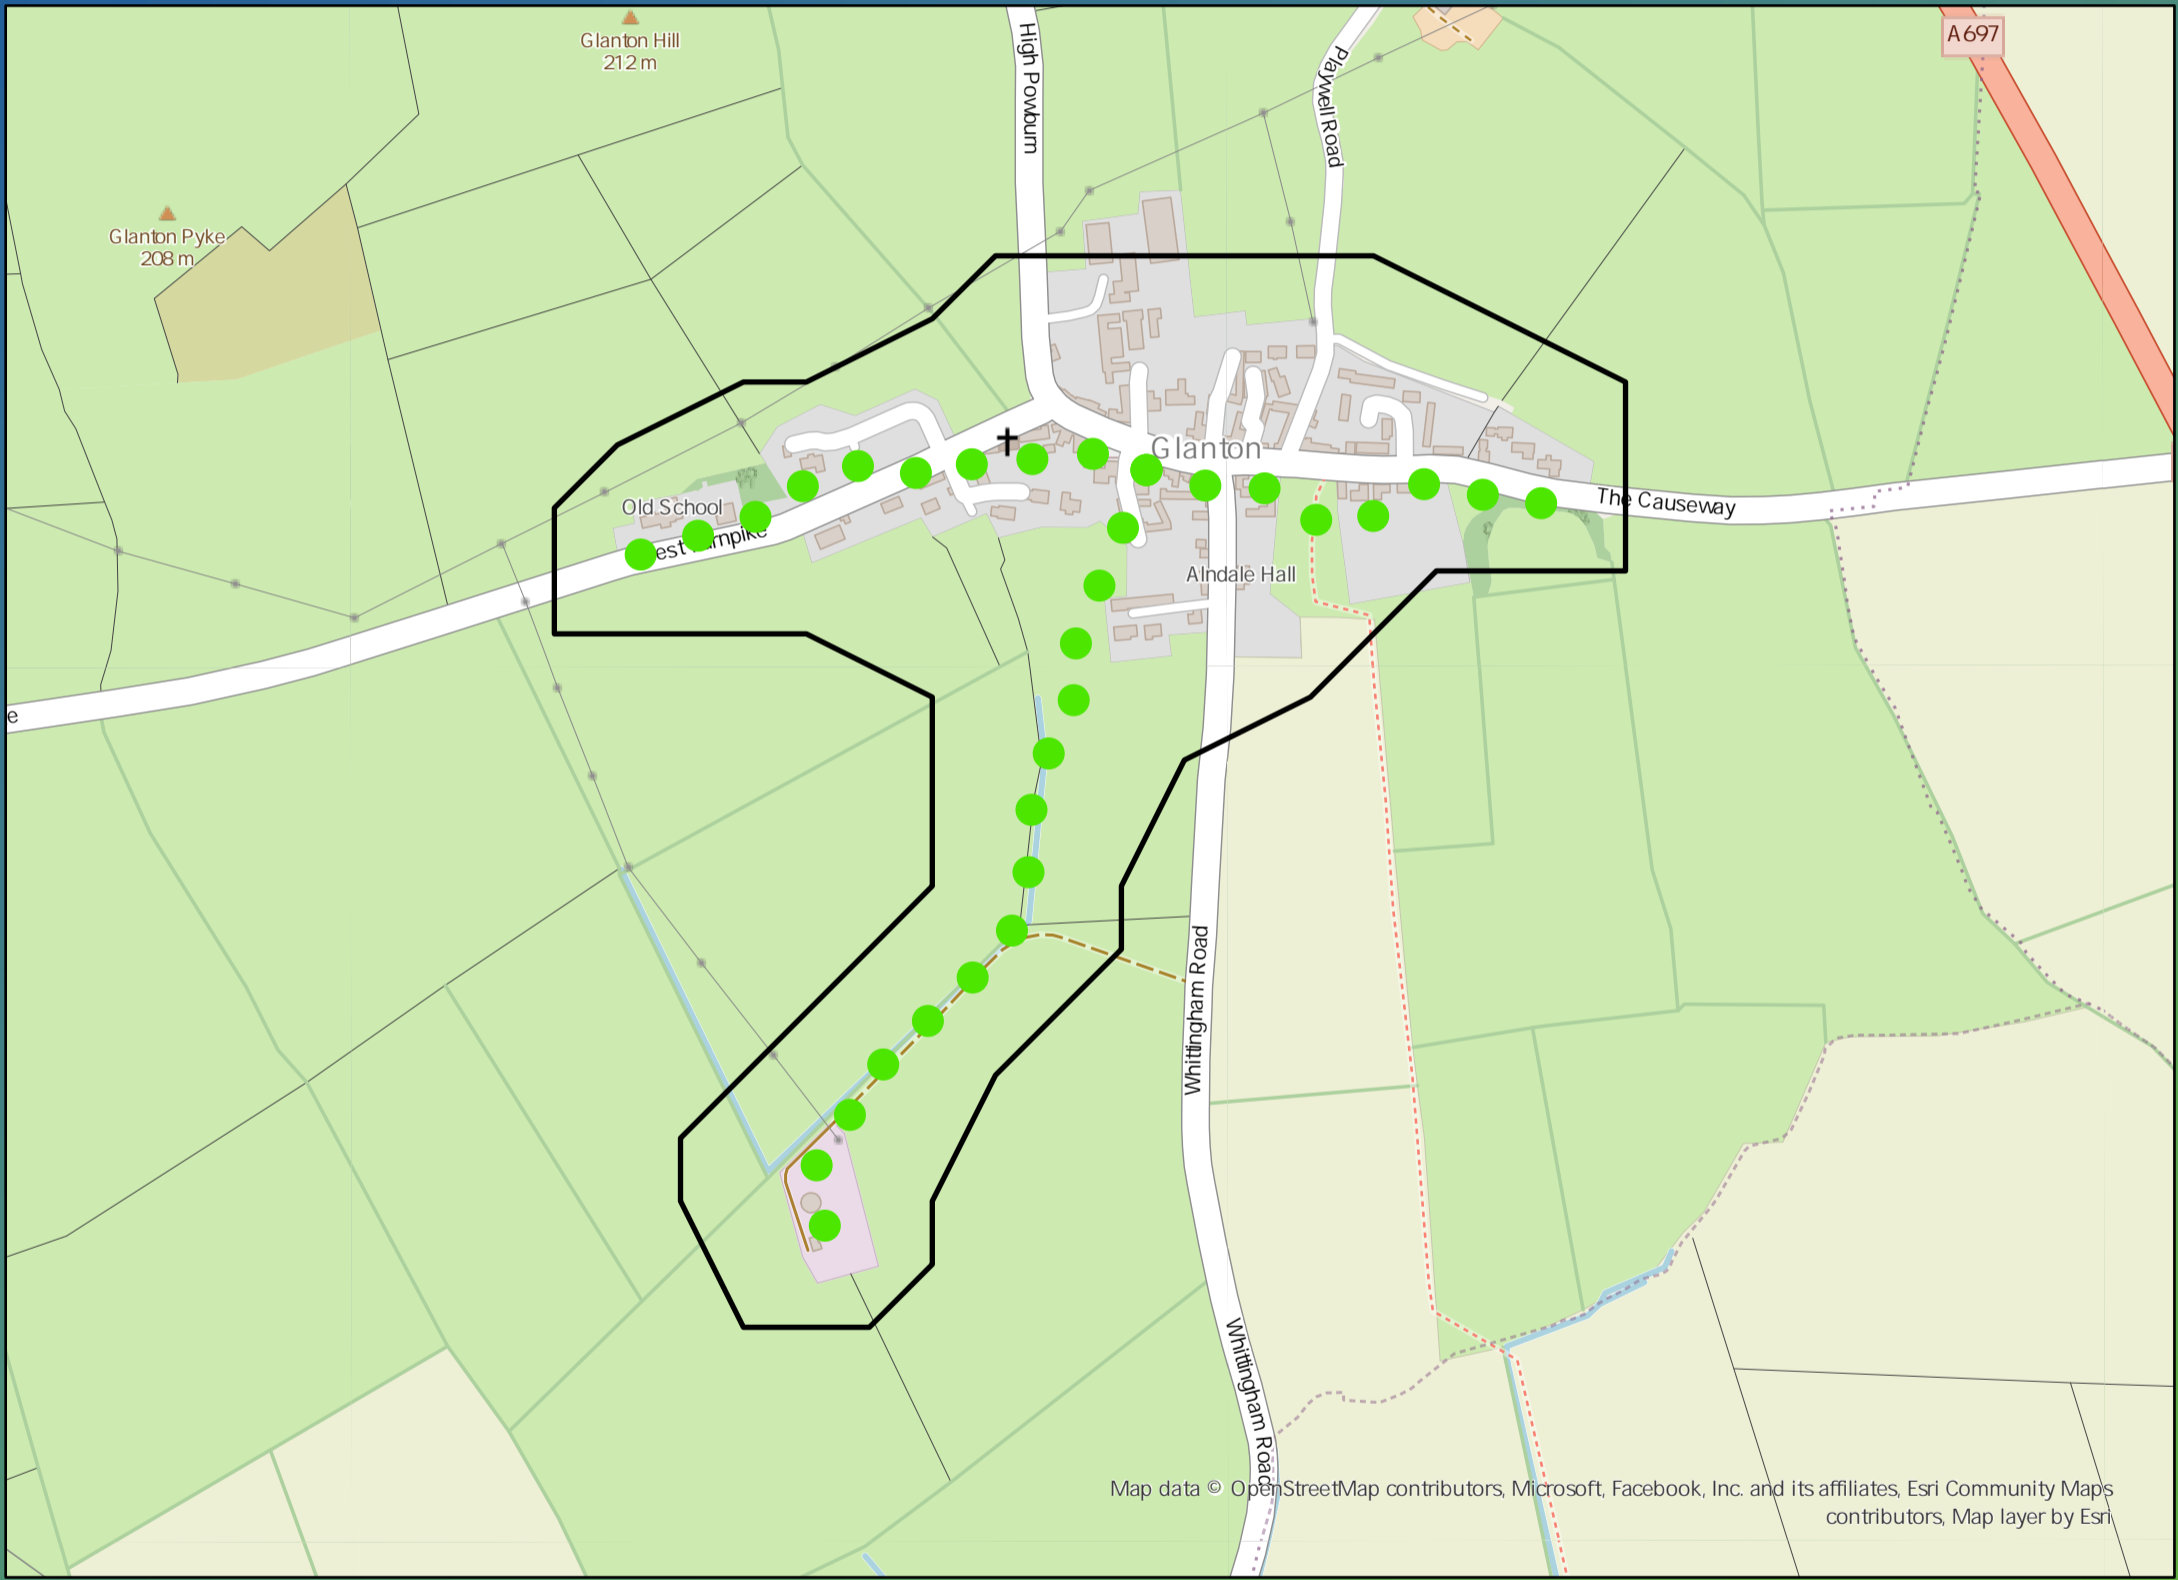 Glanton Hill
212 m
High Powburn
Playwell Road
A697
Glanton Pyke
208 m
Glanton
Old School
The Causeway
Alndale Hall
e
Whittingham Road
Whittingham Road
Map data © OpenStreetMap contributors, Microsoft, Facebook, Inc. and its affiliates, Esri Community Maps
contributors, Map layer by Esri